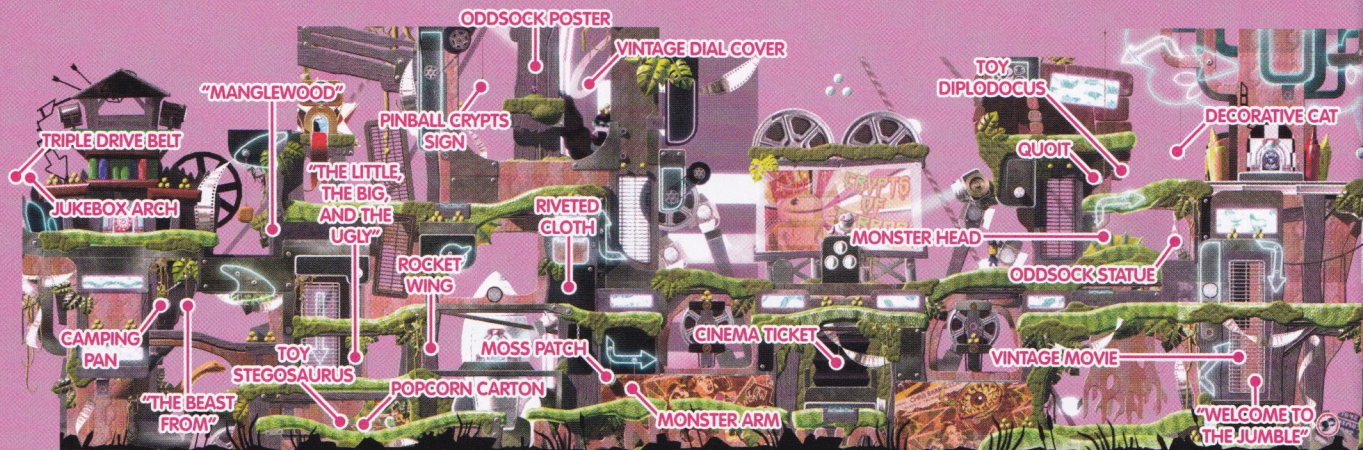 ODDSOCK POSTER
VINTAGE DIAL COVER
"MANGLEWOOD"
PINBALL CRYPTS
SIGN
TOY
DIPLODOCUS
DECORATIVE CAT
TRIPLE DRIVE BELT
JUKEBOX ARCH
"THE LITTLE,
THE BIG,
AND THE
UGLY"
QUOIT
RIVETED
CLOTH
CRYPTS
OF
MONSTER HEAD
ODDSOCK STATUE
ROCKET
WING
CAMPING
PAN
CINEMA TICKET
MOSS PATCH
VINTAGE MOVIE
TOY
STEGOSAURUS
POPCORN CARTON
"THE BEAST
FROM"
MONSTER ARM
"WELCOME TO
THE JUMBLE"